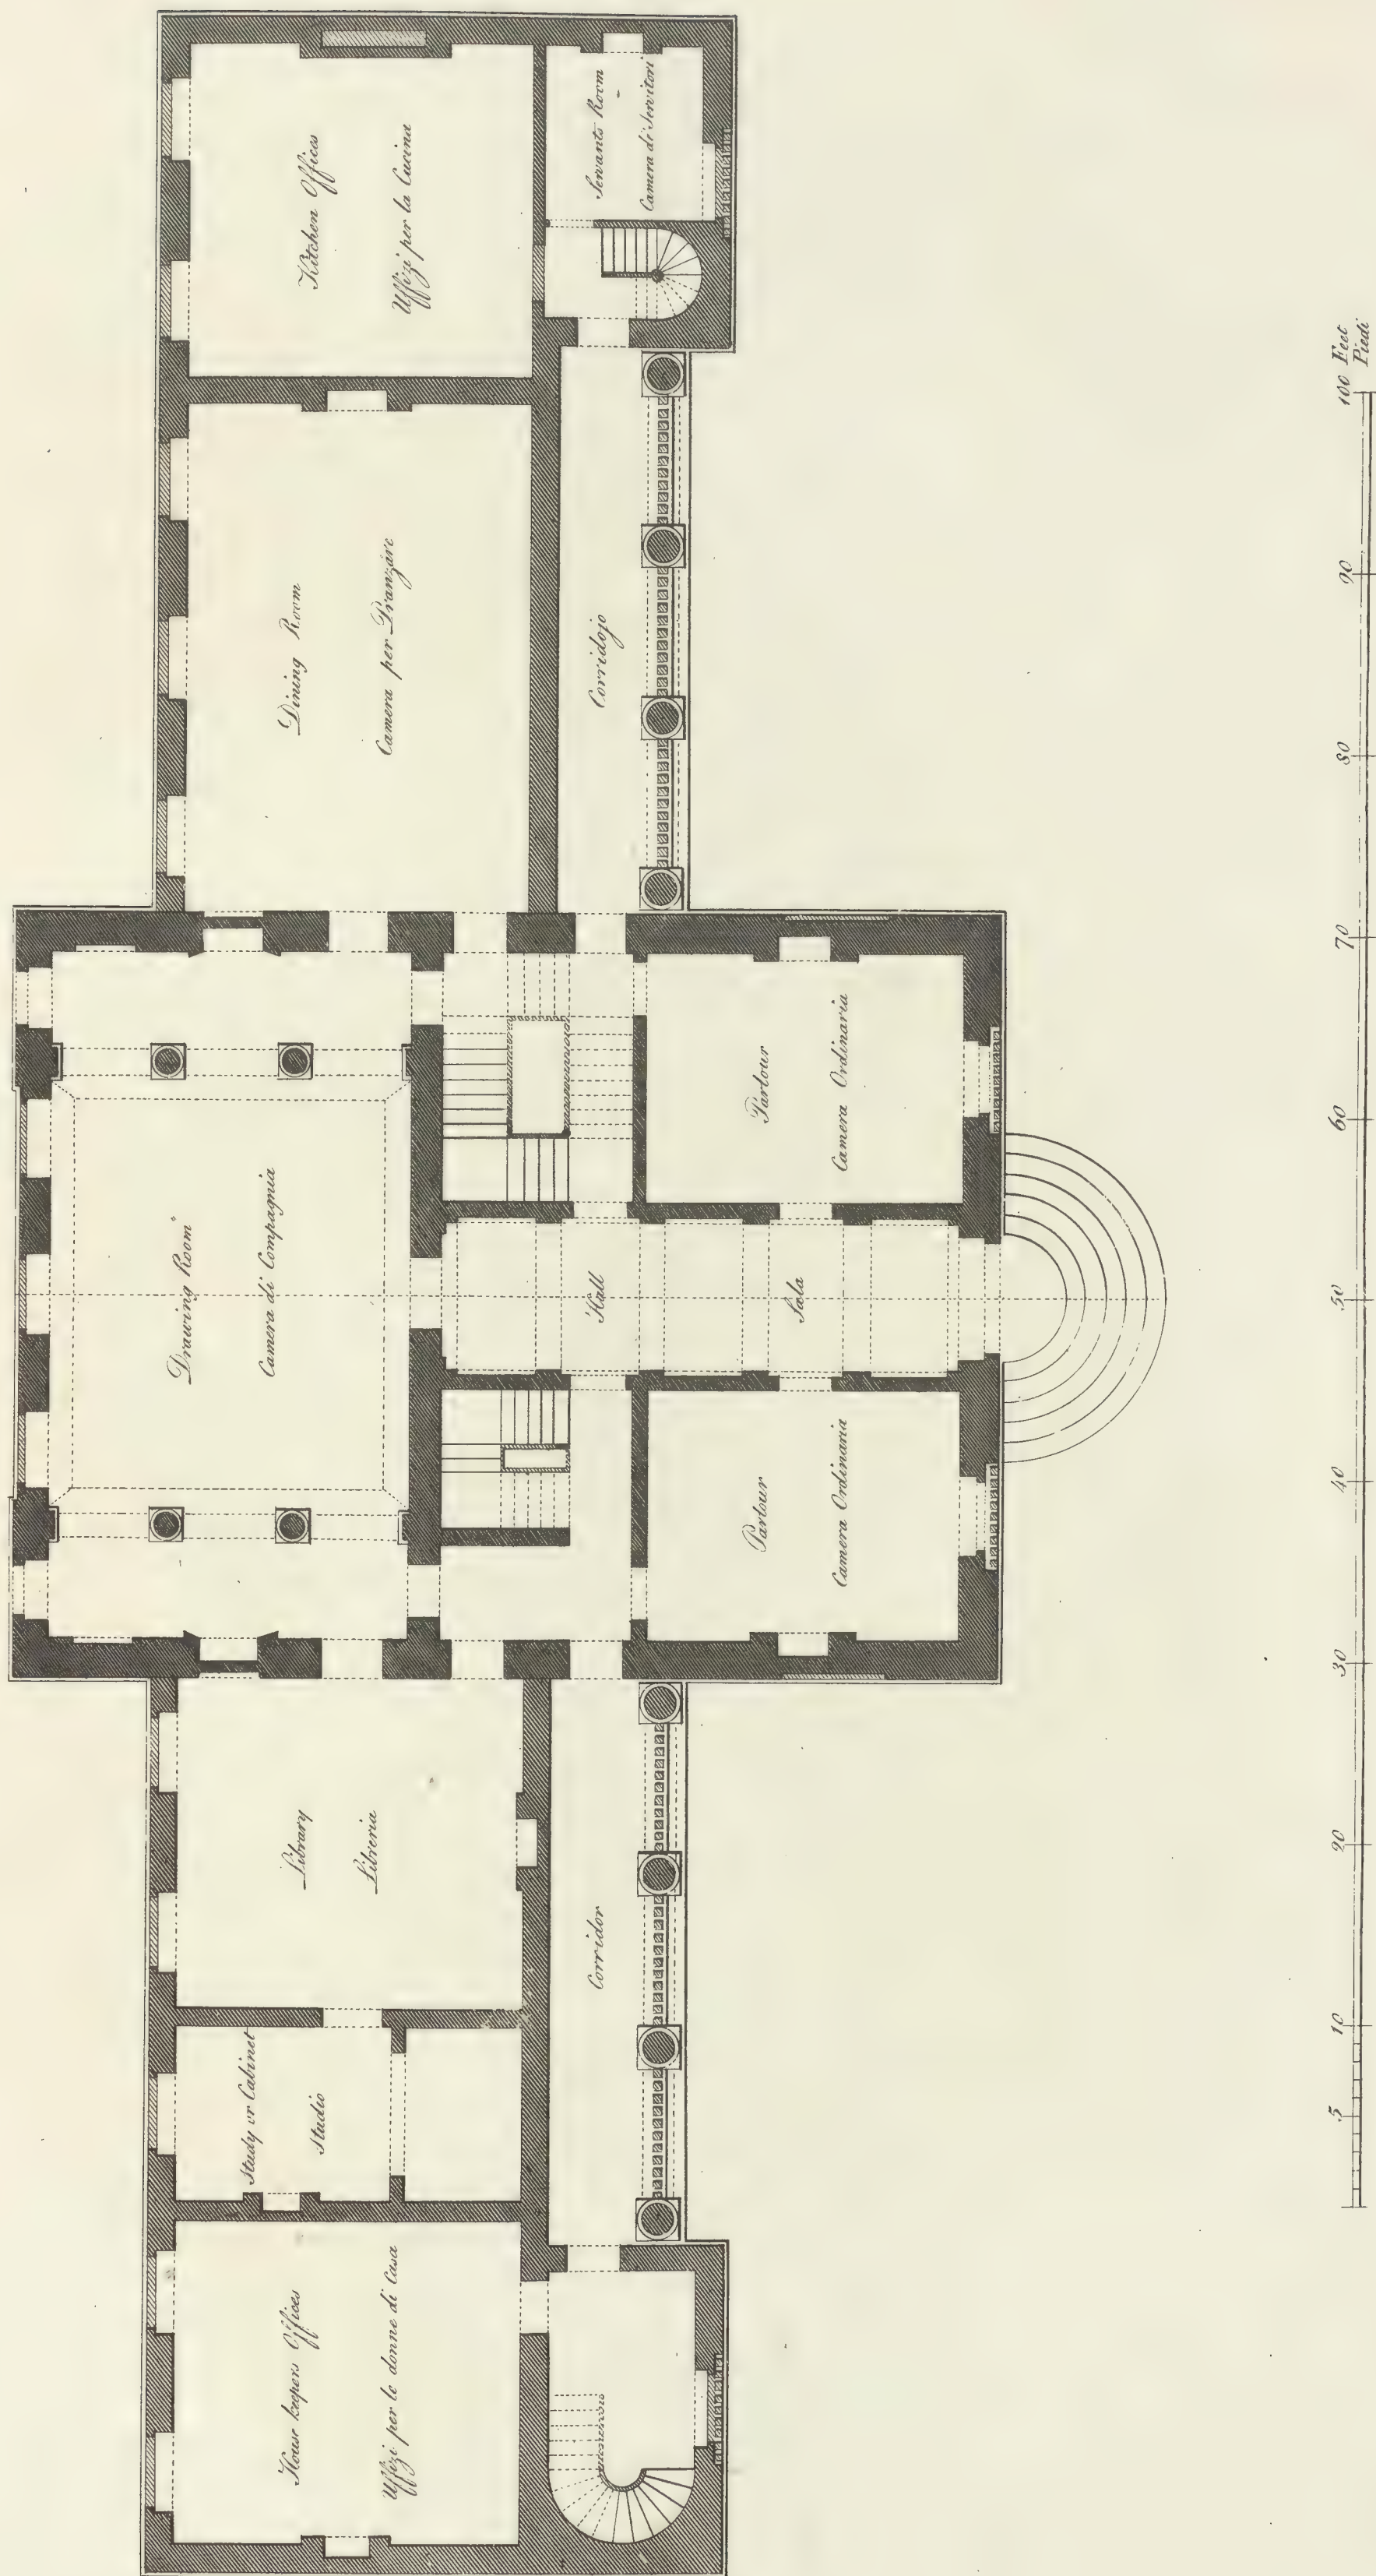 House keepers Offices
Uffizi per le donne di Casa
Study or Cabinet
Studio
Library
Libreria
Corridor
Drawing Room
Camera di Compagnia
Hall
Sala
Parlour
Camera Ordinaria
Parlour
Camera Ordinaria
Dining Room
Camera per Pranzare
Corridojo
Kitchen Offices
Uffizi per la Cucina
Servants Room
Camera di Servitori
5 10 20 30 40 50 60 70 80 90 100 Feet
Piedi